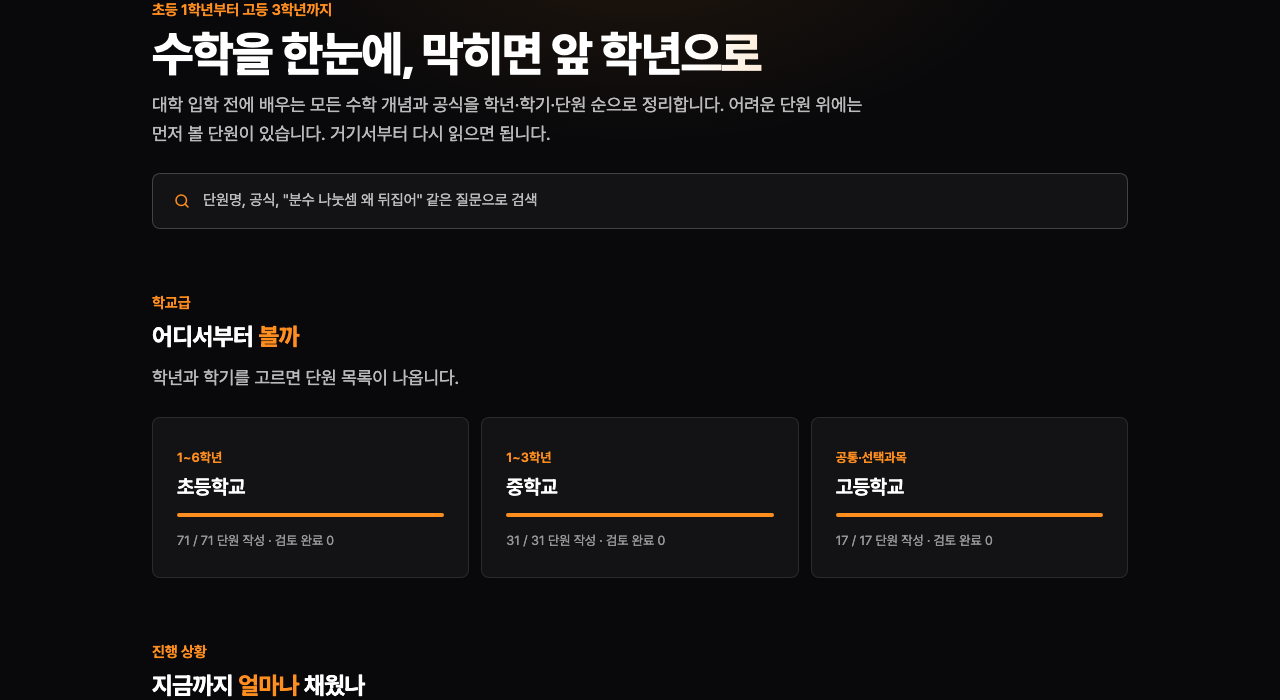 초등 1학년부터 고등 3학년까지
수학을 한눈에, 막히면 앞 학년으로
대학 입학 전에 배우는 모든 수학 개념과 공식을 학년·학기·단원 순으로 정리합니다. 어려운 단원 위에는
먼저 볼 단원이 있습니다. 거기서부터 다시 읽으면 됩니다.
단원명, 공식, "분수 나눗셈 왜 뒤집어" 같은 질문으로 검색
학교급
어디서부터 볼까
학년과 학기를 고르면 단원 목록이 나옵니다.
1~6학년
초등학교
71 / 71 단원 작성 · 검토 완료 0
1~3학년
중학교
31 / 31 단원 작성 · 검토 완료 0
공통·선택과목
고등학교
17 / 17 단원 작성 · 검토 완료 0
진행 상황
지금까지 얼마나 채웠나